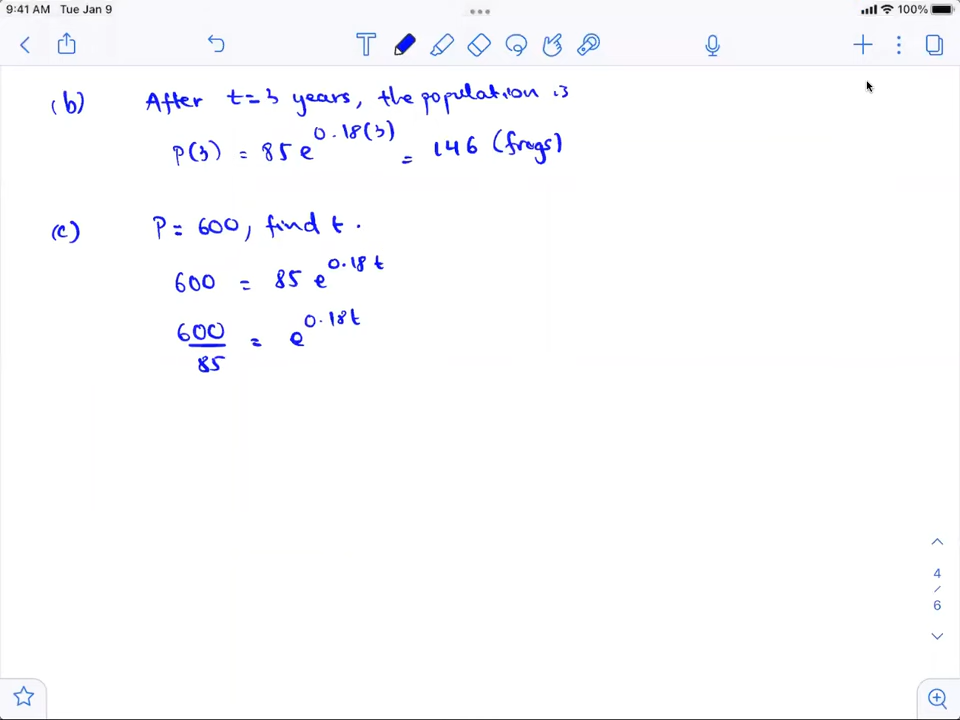 9:41 AM Tue Jan 9
100%
(b) After t=3 years, the population is
P(3) = 85 e^0.18(3) = 146 (frogs)
(c) P = 600, find t.
600 = 85 e^0.18t
600/85 = e^0.18t
4
/
6